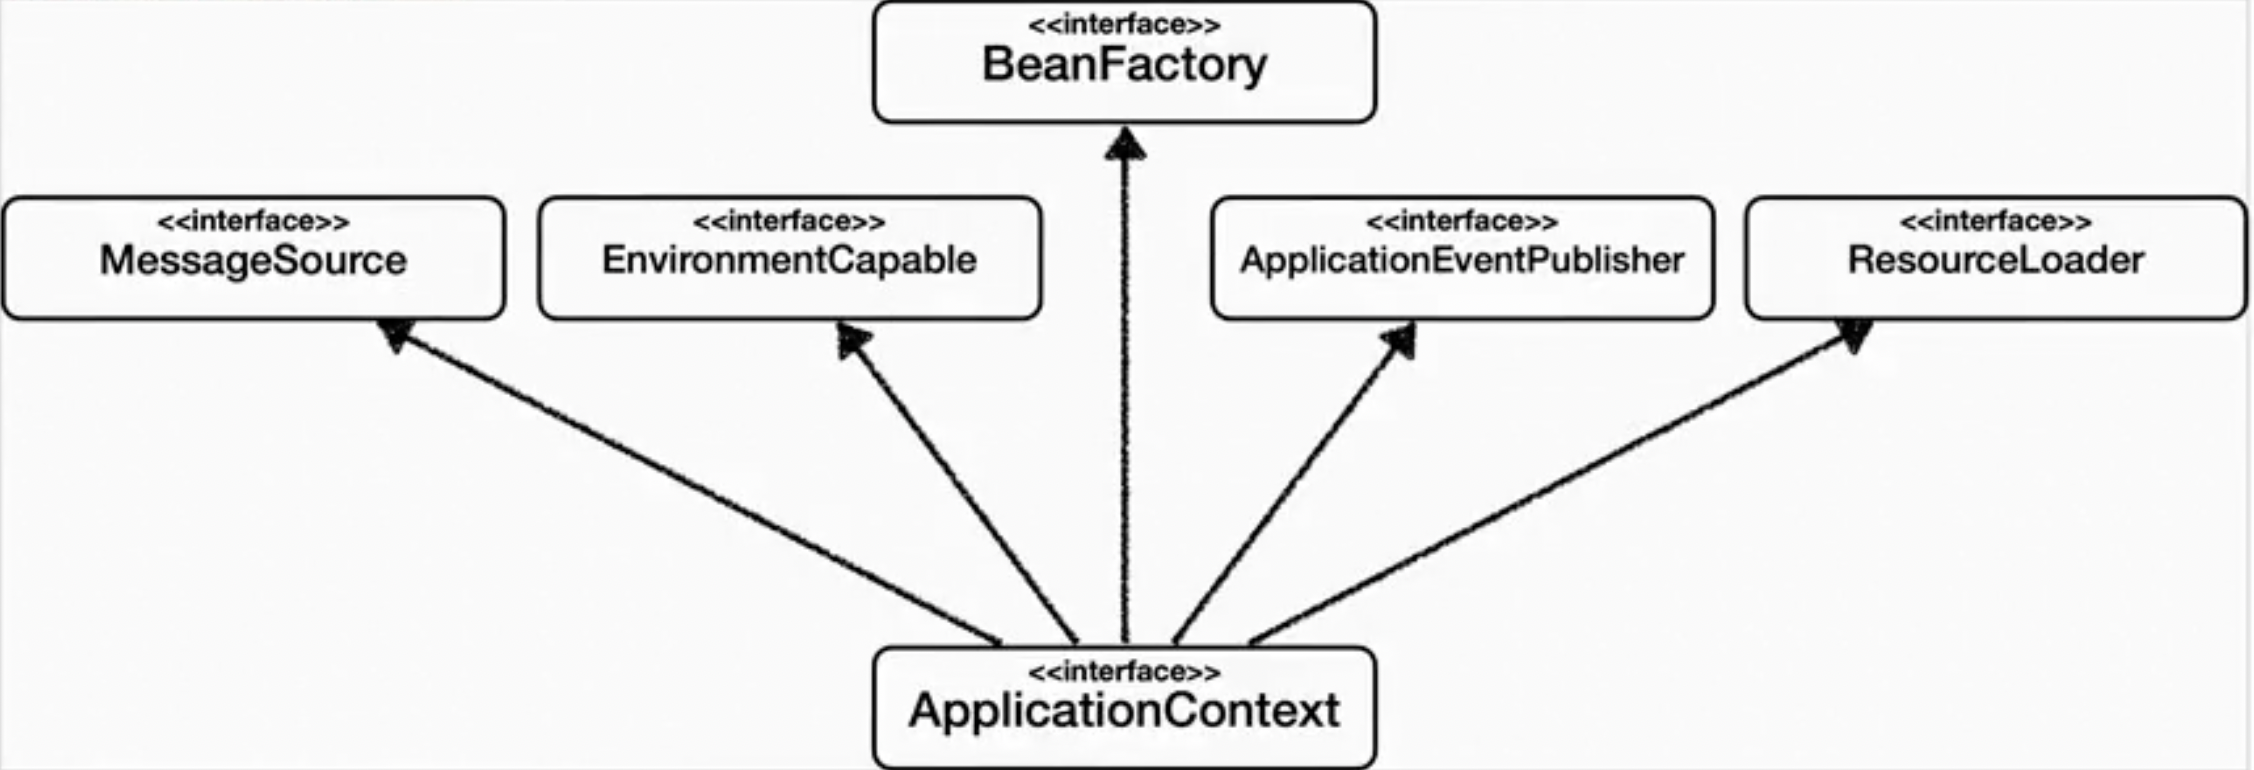 <<interface>>
BeanFactory
<<interface>>
MessageSource
<<interface>>
EnvironmentCapable
<<interface>>
ApplicationEventPublisher
<<interface>>
ResourceLoader
<<interface>>
ApplicationContext